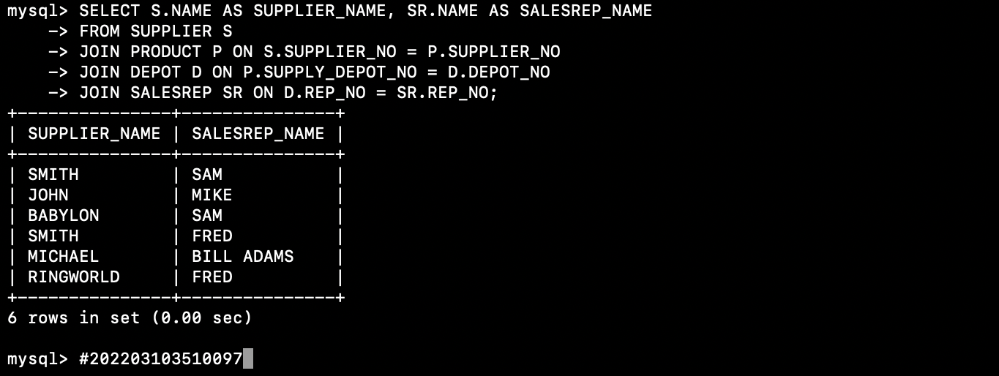 mysql> SELECT S.NAME AS SUPPLIER_NAME, SR.NAME AS SALESREP_NAME
    -> FROM SUPPLIER S
    -> JOIN PRODUCT P ON S.SUPPLIER_NO = P.SUPPLIER_NO
    -> JOIN DEPOT D ON P.SUPPLY_DEPOT_NO = D.DEPOT_NO
    -> JOIN SALESREP SR ON D.REP_NO = SR.REP_NO;
+---------------+---------------+
| SUPPLIER_NAME | SALESREP_NAME |
+---------------+---------------+
| SMITH         | SAM           |
| JOHN          | MIKE          |
| BABYLON       | SAM           |
| SMITH         | FRED          |
| MICHAEL       | BILL ADAMS    |
| RINGWORLD     | FRED          |
+---------------+---------------+
6 rows in set (0.00 sec)

mysql> #202203103510097